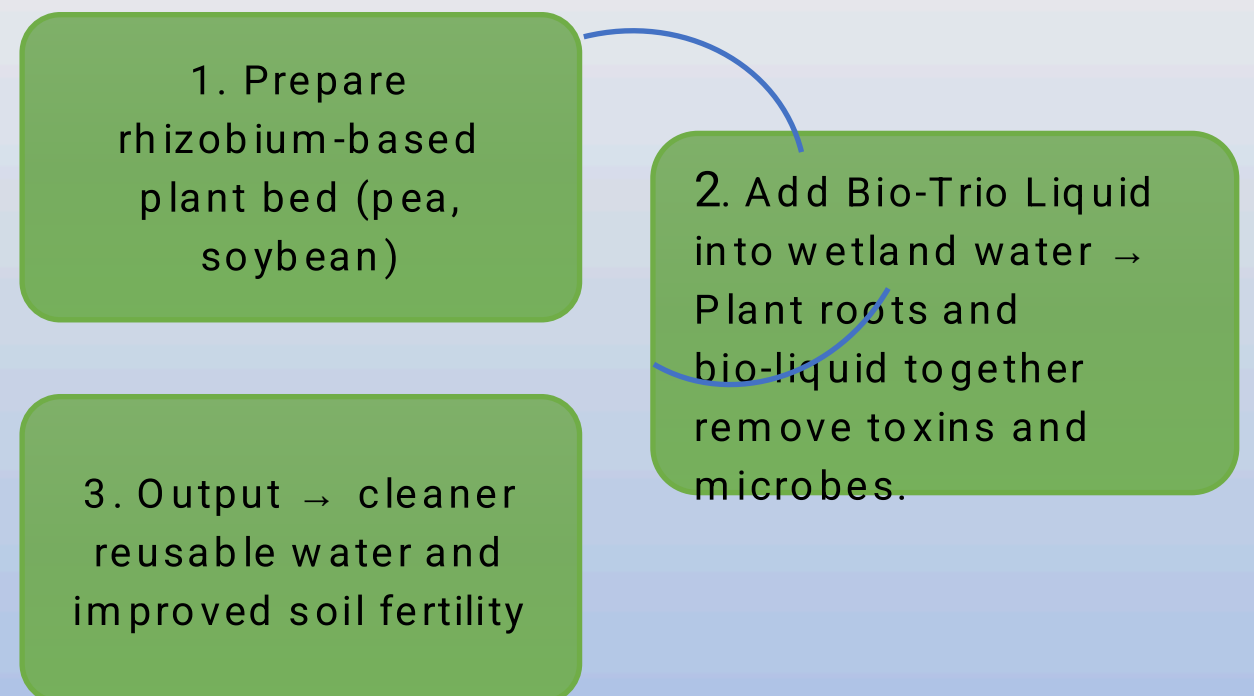 1. Prepare
rhizobium-based
plant bed (pea,
soybean)
2. Add Bio-Trio Liquid
into wetland water →
Plant roots and
bio-liquid together
remove toxins and
microbes.
3. Output → cleaner
reusable water and
improved soil fertility